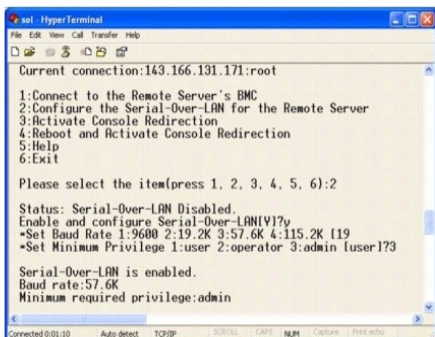 sol - HyperTerminal
File Edit View Call Transfer Help
Current connection:143.166.131.171:root
1:Connect to the Remote Server's BMC
2:Configure the Serial-Over-LAN for the Remote Server
3:Activate Console Redirection
4:Reboot and Activate Console Redirection
5:Help
6:Exit
Please select the item(press 1, 2, 3, 4, 5, 6):2
Status: Serial-Over-LAN Disabled.
Enable and configure Serial-Over-LAN[Y]?y
*Set Baud Rate 1:9600 2:19.2K 3:57.6K 4:115.2K [19
*Set Minimum Privilege 1:user 2:operator 3:admin [user]?3
Serial-Over-LAN is enabled.
Baud rate:57.6K
Minimum required privilege:admin
Connected 0:01:10 Auto detect TCP/IP SCROLL CAPS NUM Capture Print echo